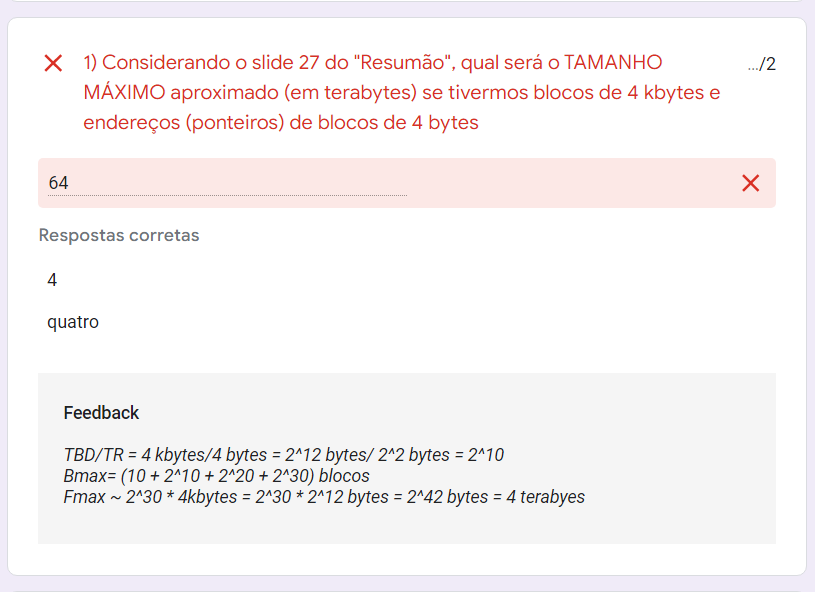 1) Considerando o slide 27 do "Resumão", qual será o TAMANHO
…/2
MÁXIMO aproximado (em terabytes) se tivermos blocos de 4 kbytes e
endereços (ponteiros) de blocos de 4 bytes
64
Respostas corretas
4
quatro
Feedback
TBD/TR = 4 kbytes/4 bytes = 2^12 bytes/ 2^2 bytes = 2^10
Bmax= (10 + 2^10 + 2^20 + 2^30) blocos
Fmax ~ 2^30 * 4kbytes = 2^30 * 2^12 bytes = 2^42 bytes = 4 terabyes